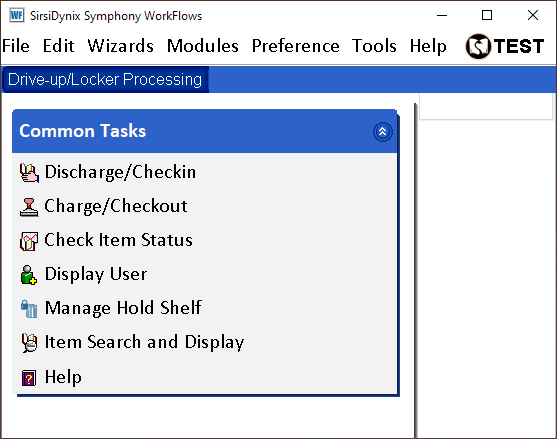 WF SirsiDynix Symphony WorkFlows
File Edit Wizards Modules Preference Tools Help TEST
Drive-up/Locker Processing
Common Tasks
Discharge/Checkin
Charge/Checkout
Check Item Status
Display User
Manage Hold Shelf
Item Search and Display
Help